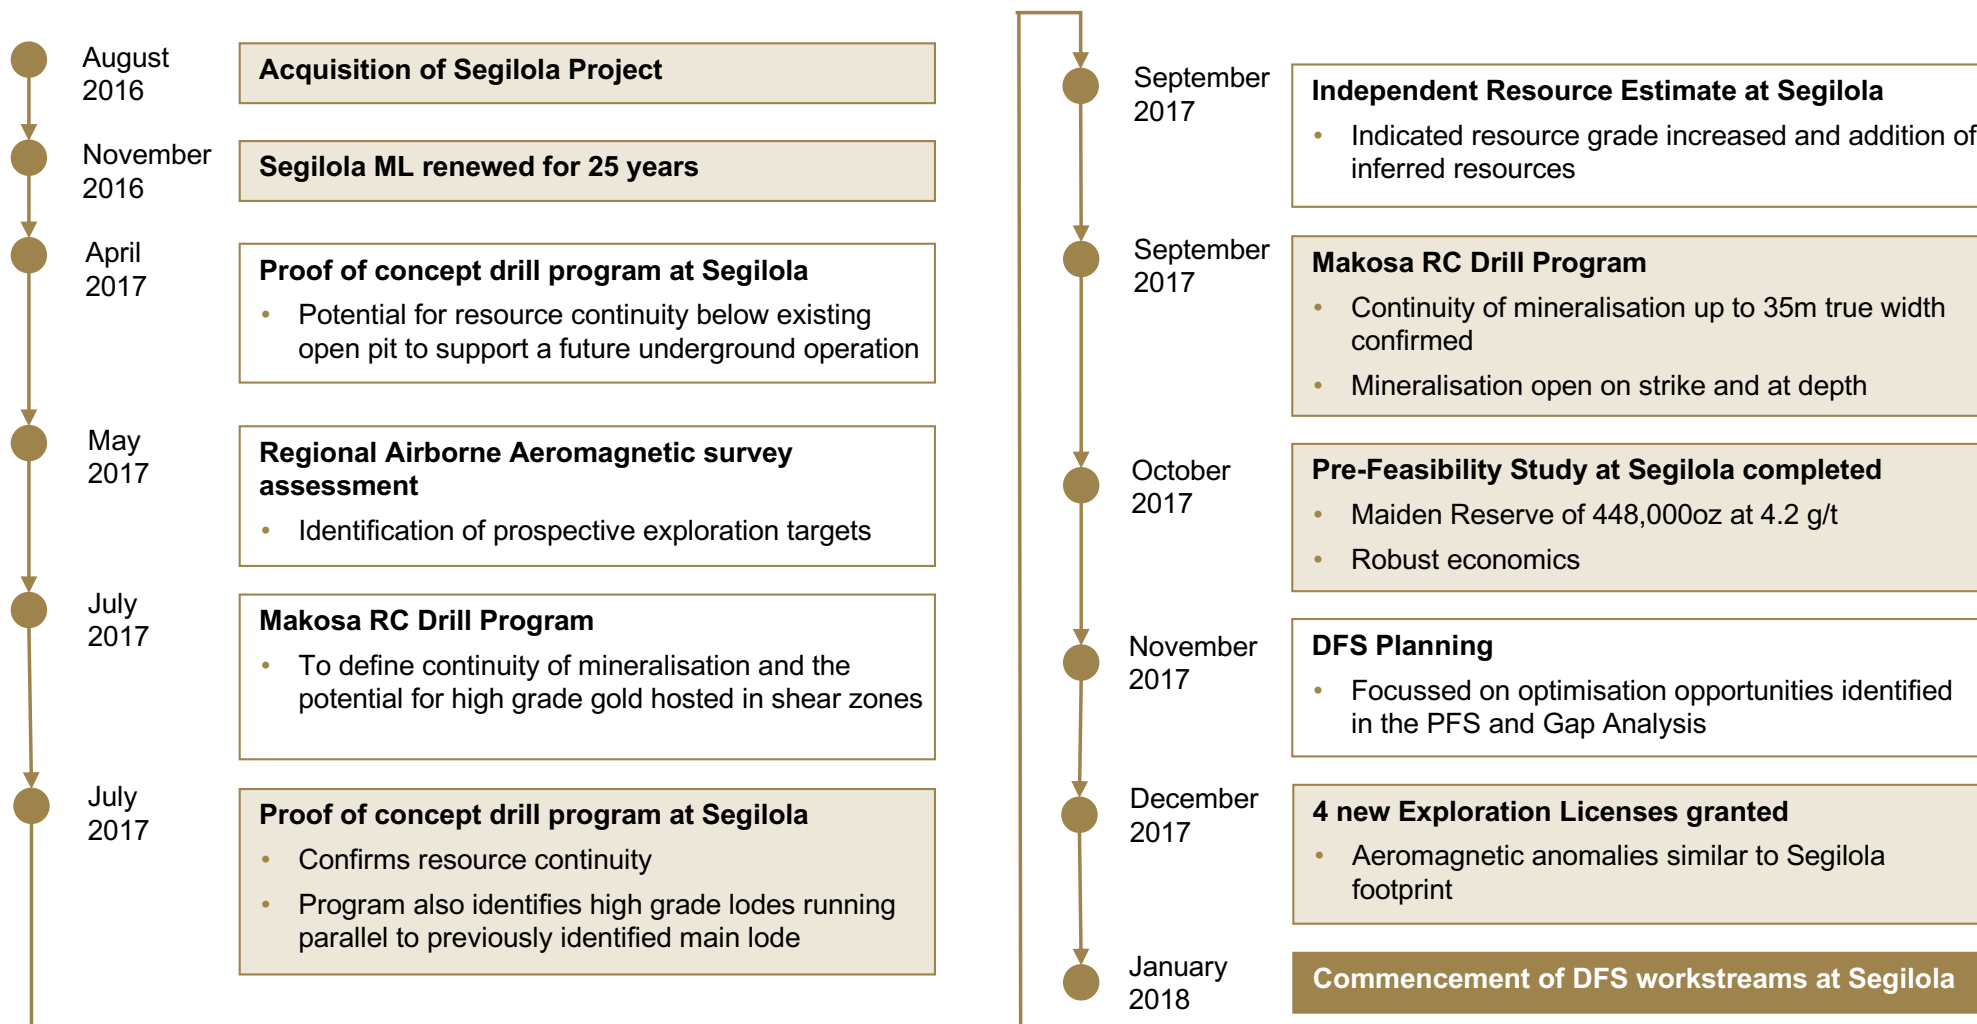 August
2016
Acquisition of Segilola Project
November
2016
Segilola ML renewed for 25 years
April
2017
Proof of concept drill program at Segilola
• Potential for resource continuity below existing
open pit to support a future underground operation
May
2017
Regional Airborne Aeromagnetic survey
assessment
• Identification of prospective exploration targets
July
2017
Makosa RC Drill Program
• To define continuity of mineralisation and the
potential for high grade gold hosted in shear zones
July
2017
Proof of concept drill program at Segilola
• Confirms resource continuity
• Program also identifies high grade lodes running
parallel to previously identified main lode
September
2017
Independent Resource Estimate at Segilola
• Indicated resource grade increased and addition of
inferred resources
September
2017
Makosa RC Drill Program
• Continuity of mineralisation up to 35m true width
confirmed
• Mineralisation open on strike and at depth
October
2017
Pre-Feasibility Study at Segilola completed
• Maiden Reserve of 448,000oz at 4.2 g/t
• Robust economics
November
2017
DFS Planning
• Focussed on optimisation opportunities identified
in the PFS and Gap Analysis
December
2017
4 new Exploration Licenses granted
• Aeromagnetic anomalies similar to Segilola
footprint
January
2018
Commencement of DFS workstreams at Segilola